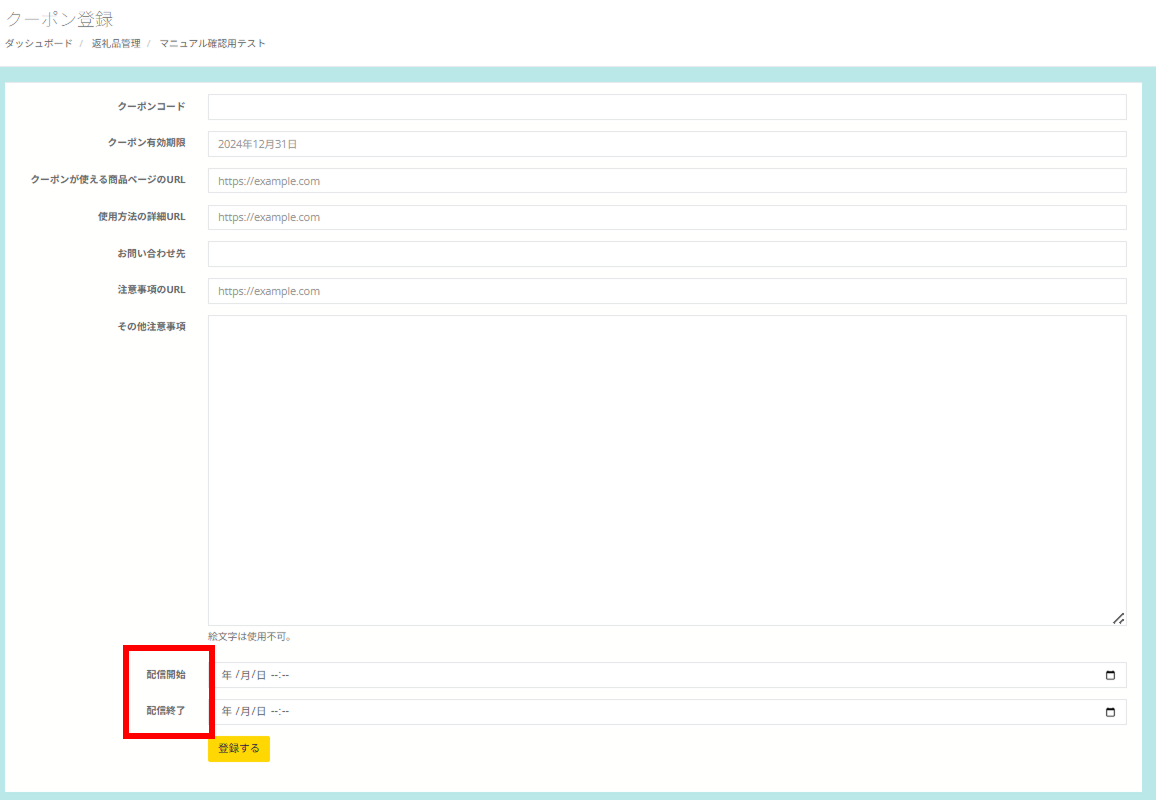 クーポン登録
ダッシュボード / 返礼品管理 / マニュアル確認用テスト
クーポンコード
クーポン有効期限 2024年12月31日
クーポンが使える商品ページのURL https://example.com
使用方法の詳細URL https://example.com
お問い合わせ先
注意事項のURL https://example.com
その他注意事項
絵文字は使用不可。
配信開始 年 /月/日 --:--
配信終了 年 /月/日 --:--
登録する